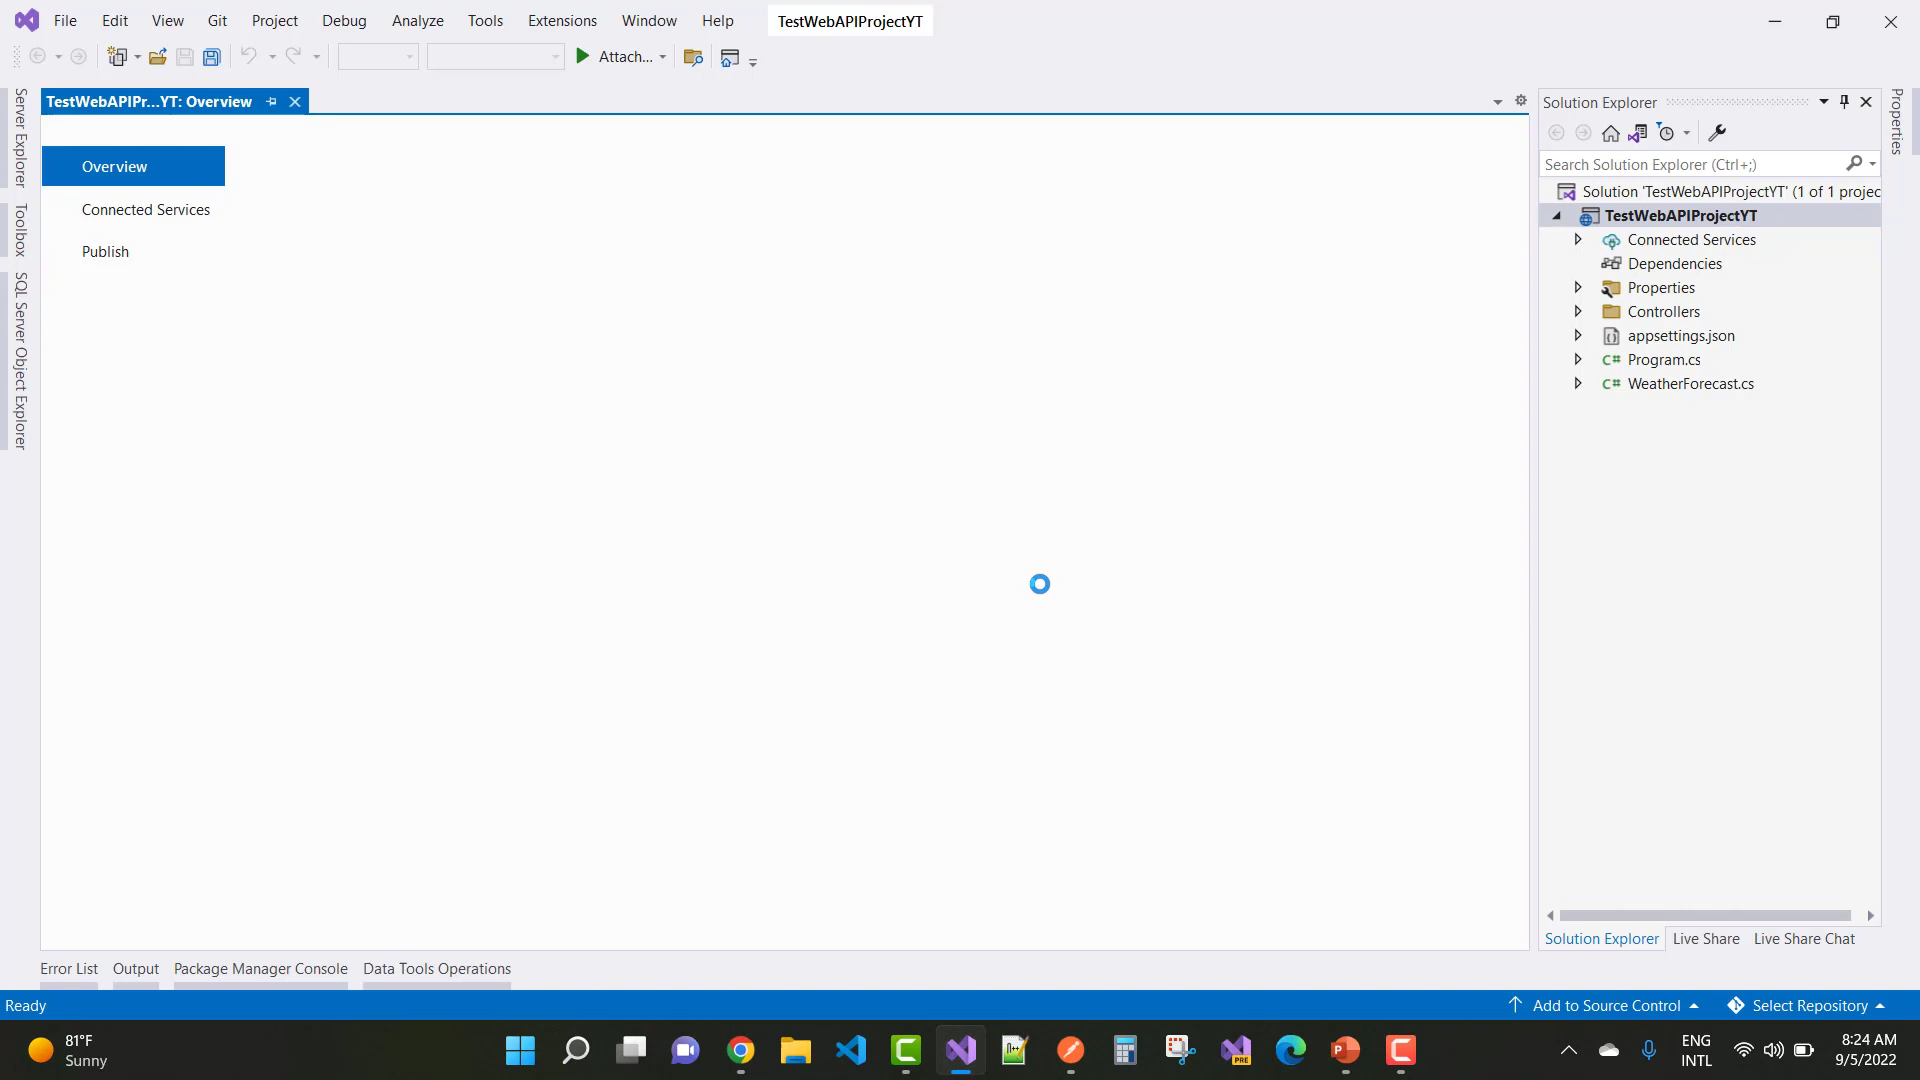 File Edit View Git Project Debug Analyze Tools Extensions Window Help TestWebAPIProjectYT
Attach...
TestWebAPIPr...YT: Overview
Overview
Connected Services
Publish
Server Explorer
Toolbox
SQL Server Object Explorer
Solution Explorer
Search Solution Explorer (Ctrl+;)
Solution 'TestWebAPIProjectYT' (1 of 1 projec
TestWebAPIProjectYT
Connected Services
Dependencies
Properties
Controllers
appsettings.json
C# Program.cs
C# WeatherForecast.cs
Solution Explorer Live Share Live Share Chat
Properties
Error List Output Package Manager Console Data Tools Operations
Ready
Add to Source Control Select Repository
81°F
Sunny
PRE
ENG
INTL
8:24 AM
9/5/2022